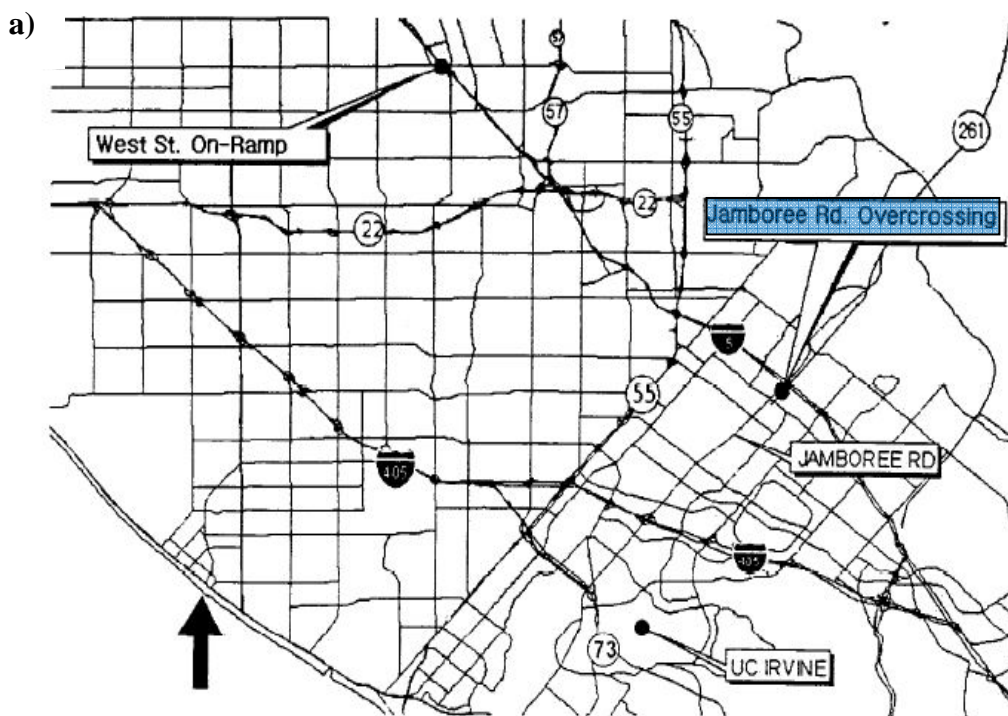 a)
57
West St. On-Ramp
57
55
261
22
22
Jamboree Rd. Overcrossing
5
55
JAMBOREE RD
405
405
73
UC IRVINE